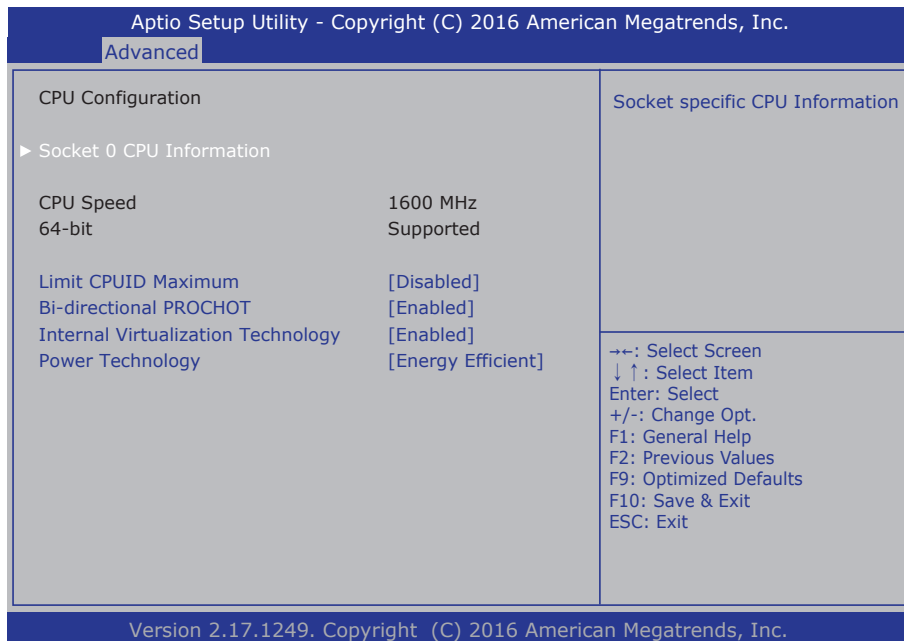 Aptio Setup Utility - Copyright (C) 2016 American Megatrends, Inc.
Advanced
CPU Configuration
► Socket 0 CPU Information
CPU Speed 1600 MHz
64-bit Supported
Limit CPUID Maximum [Disabled]
Bi-directional PROCHOT [Enabled]
Internal Virtualization Technology [Enabled]
Power Technology [Energy Efficient]
Socket specific CPU Information
→←: Select Screen
↓↑: Select Item
Enter: Select
+/-: Change Opt.
F1: General Help
F2: Previous Values
F9: Optimized Defaults
F10: Save & Exit
ESC: Exit
Version 2.17.1249. Copyright (C) 2016 American Megatrends, Inc.